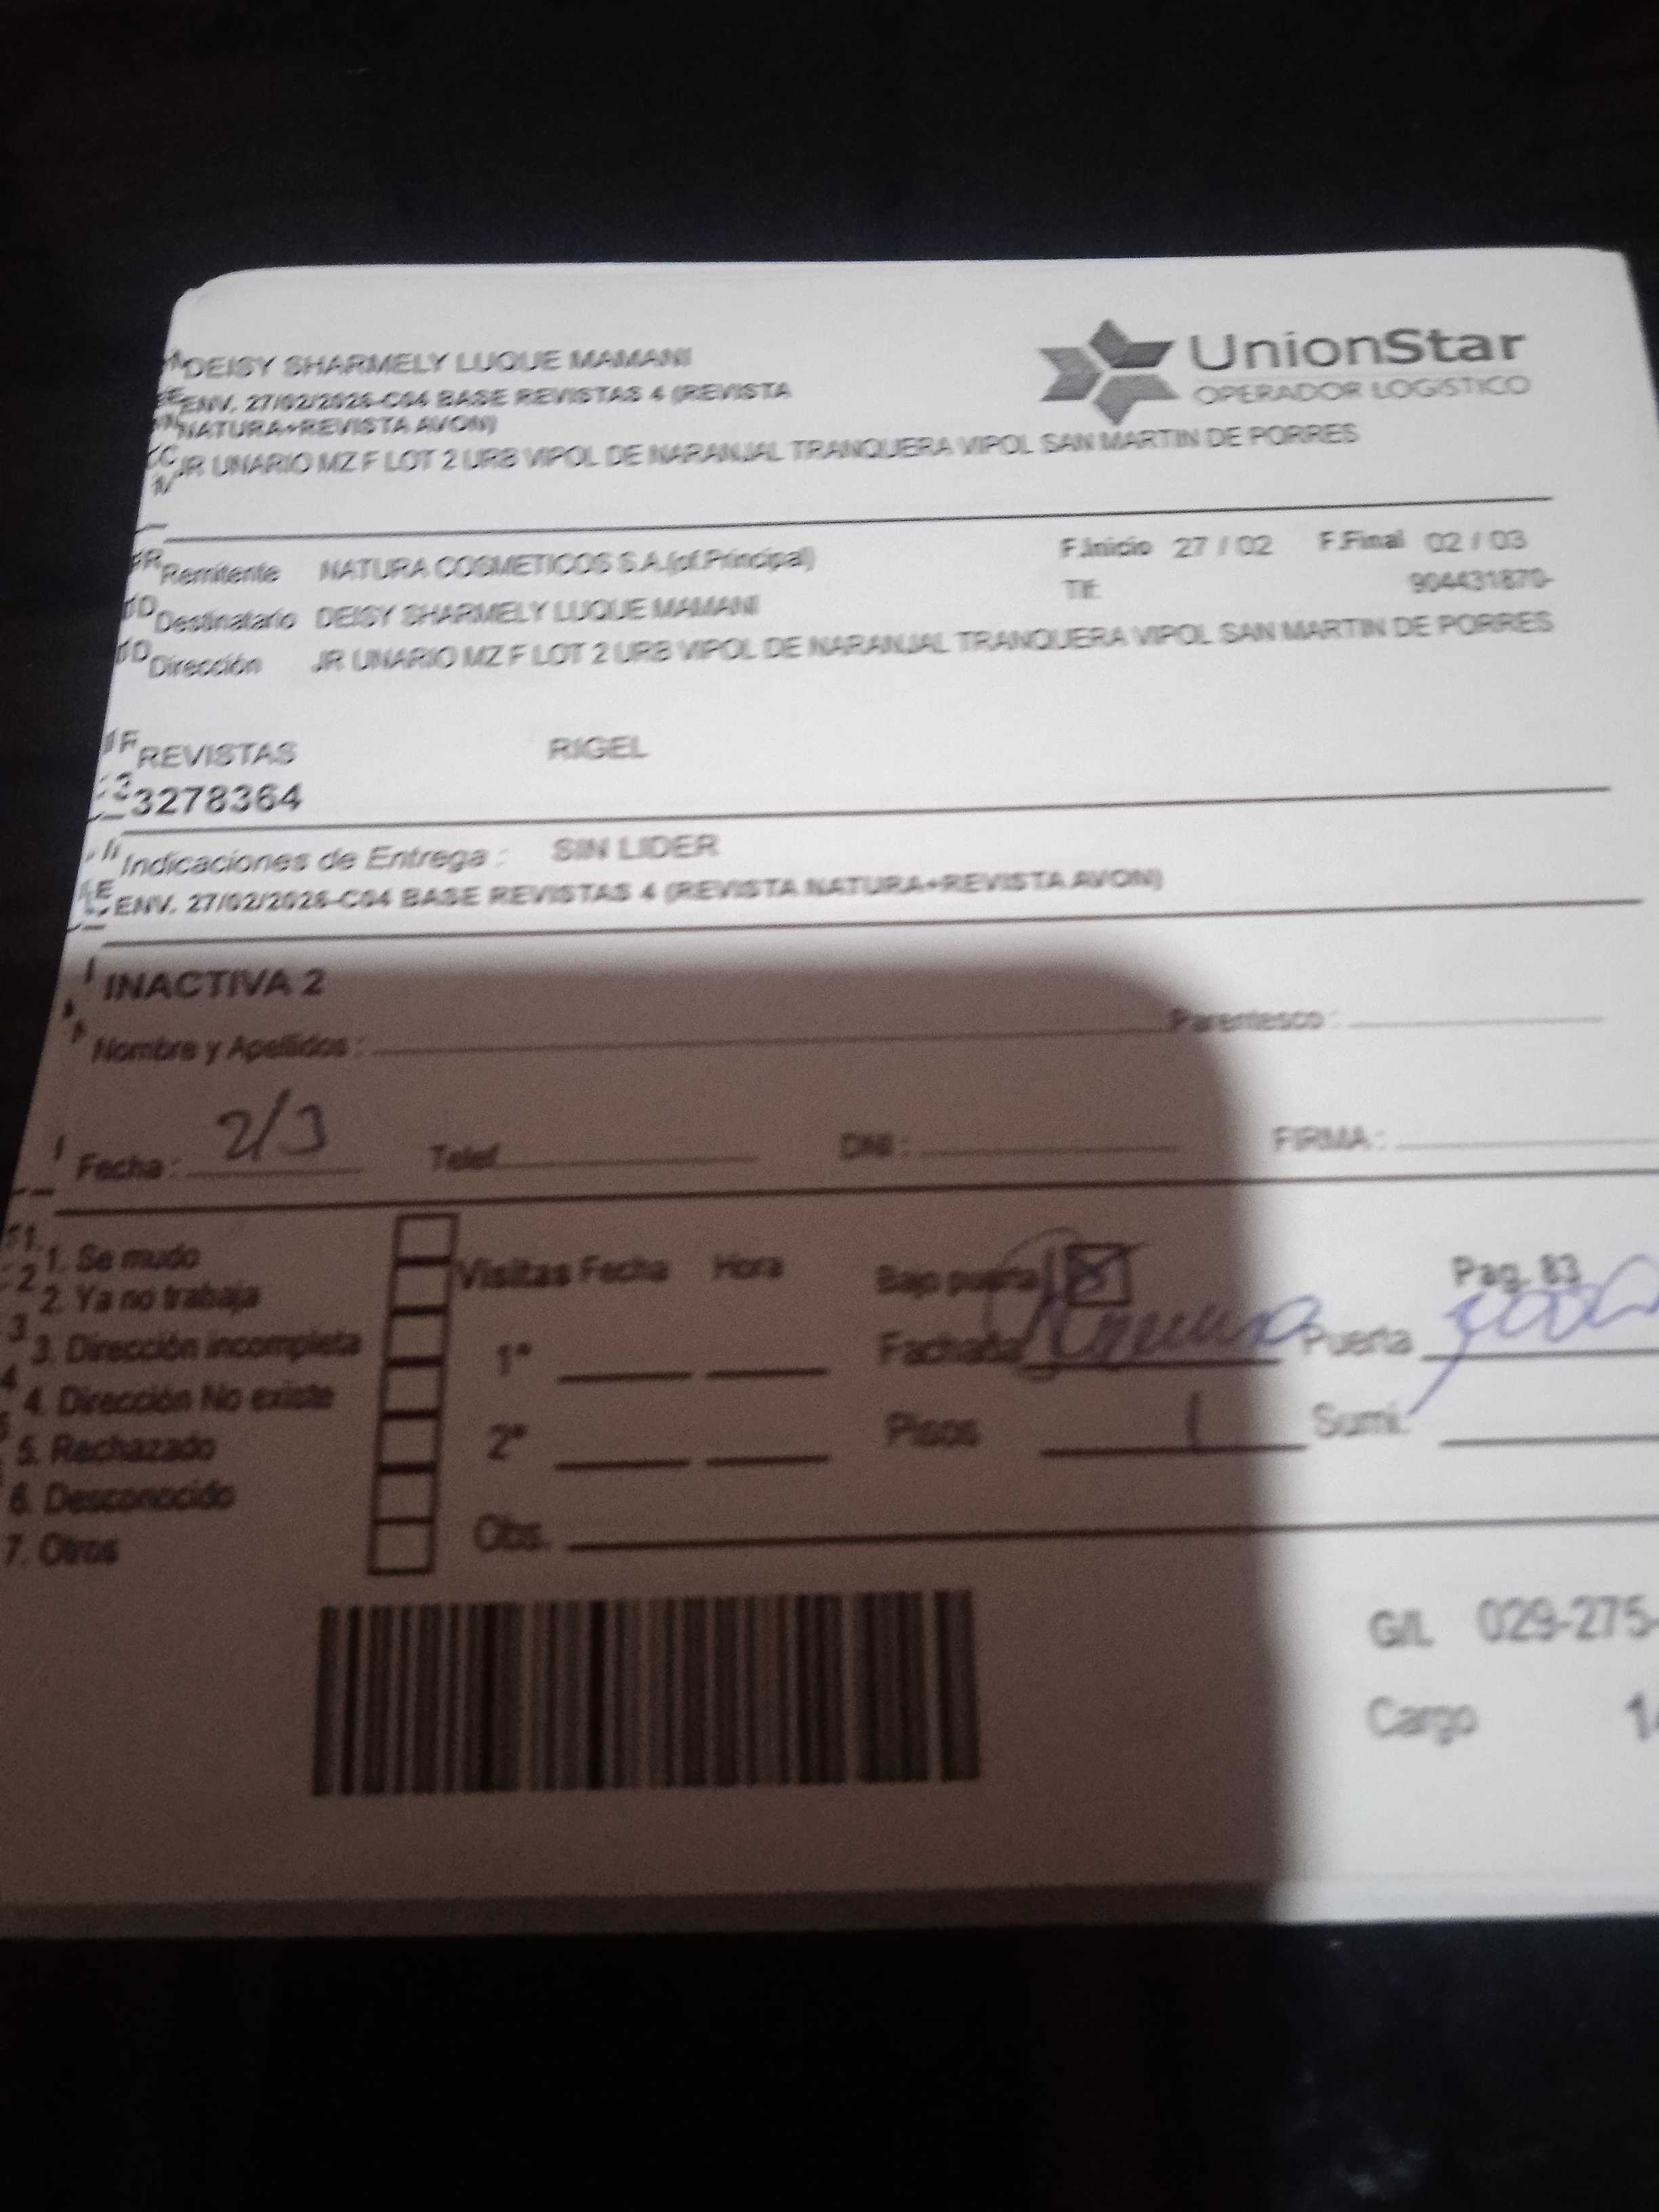 DEISY SHARMELY LUQUE MAMANI
UnionStar
OPERADOR LOGISTICO
ENV. 27/02/2026-C04 BASE REVISTAS 4 (REVISTA
NATURA+REVISTA AVON)
JR UNARIO MZ F LOT 2 URB VIPOL DE NARANJAL TRANQUERA VIPOL SAN MARTIN DE PORRES
Remitente NATURA COSMETICOS S.A.(of.Principal) F.Inicio 27 / 02 F.Final 02 / 03
Destinatario DEISY SHARMELY LUQUE MAMANI Tlf. 904431870-
Dirección JR UNARIO MZ F LOT 2 URB VIPOL DE NARANJAL TRANQUERA VIPOL SAN MARTIN DE PORRES
REVISTAS RIGEL
3278364
Indicaciones de Entrega : SIN LIDER
ENV. 27/02/2026-C04 BASE REVISTAS 4 (REVISTA NATURA+REVISTA AVON)
INACTIVA 2
Nombre y Apellidos : Parentesco :
Fecha : 2/3 Telef. DNI : FIRMA :
1. Se mudo Visitas Fecha Hora Bajo puerta X Pag. 83
2. Ya no trabaja
3. Dirección incompleta 1° Fachada Puerta
4. Dirección No existe
5. Rechazado 2° Pisos 1 Sumi.
6. Desconocido
7. Otros Obs.
G/L 029-275-
Cargo 14